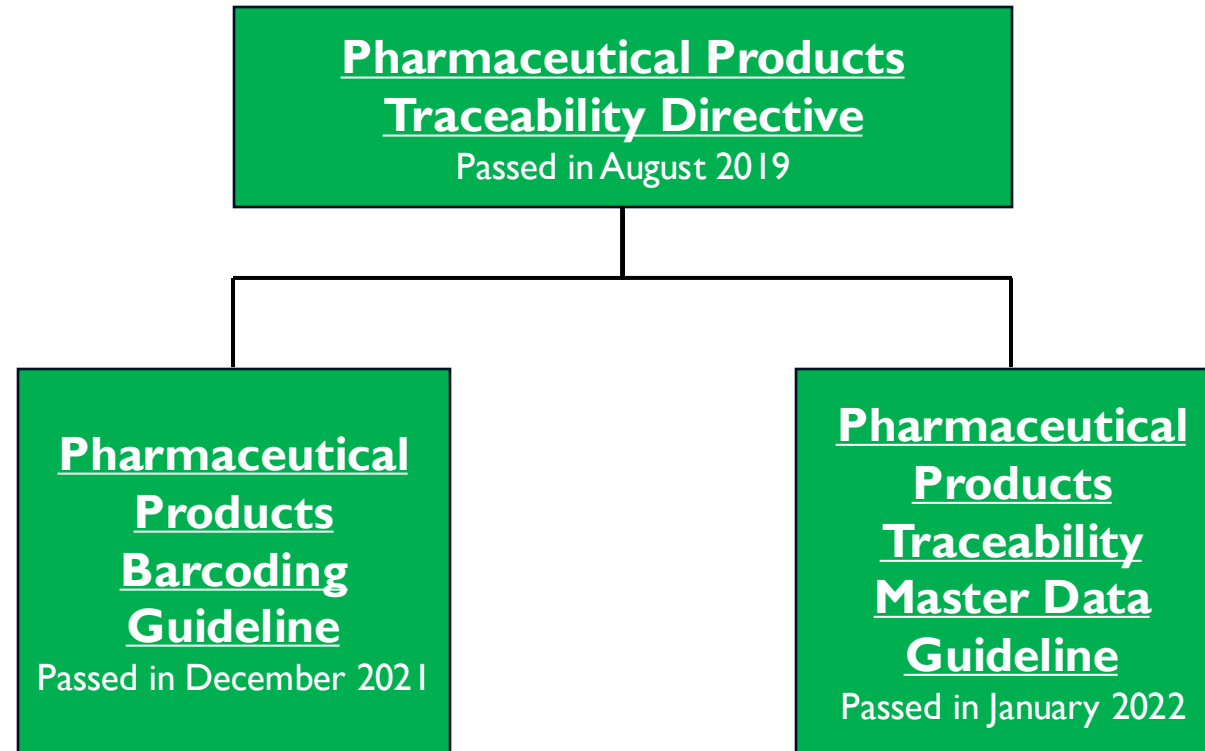 Pharmaceutical Products
Traceability Directive
Passed in August 2019
Pharmaceutical
Products
Barcoding
Guideline
Passed in December 2021
Pharmaceutical
Products
Traceability
Master Data
Guideline
Passed in January 2022